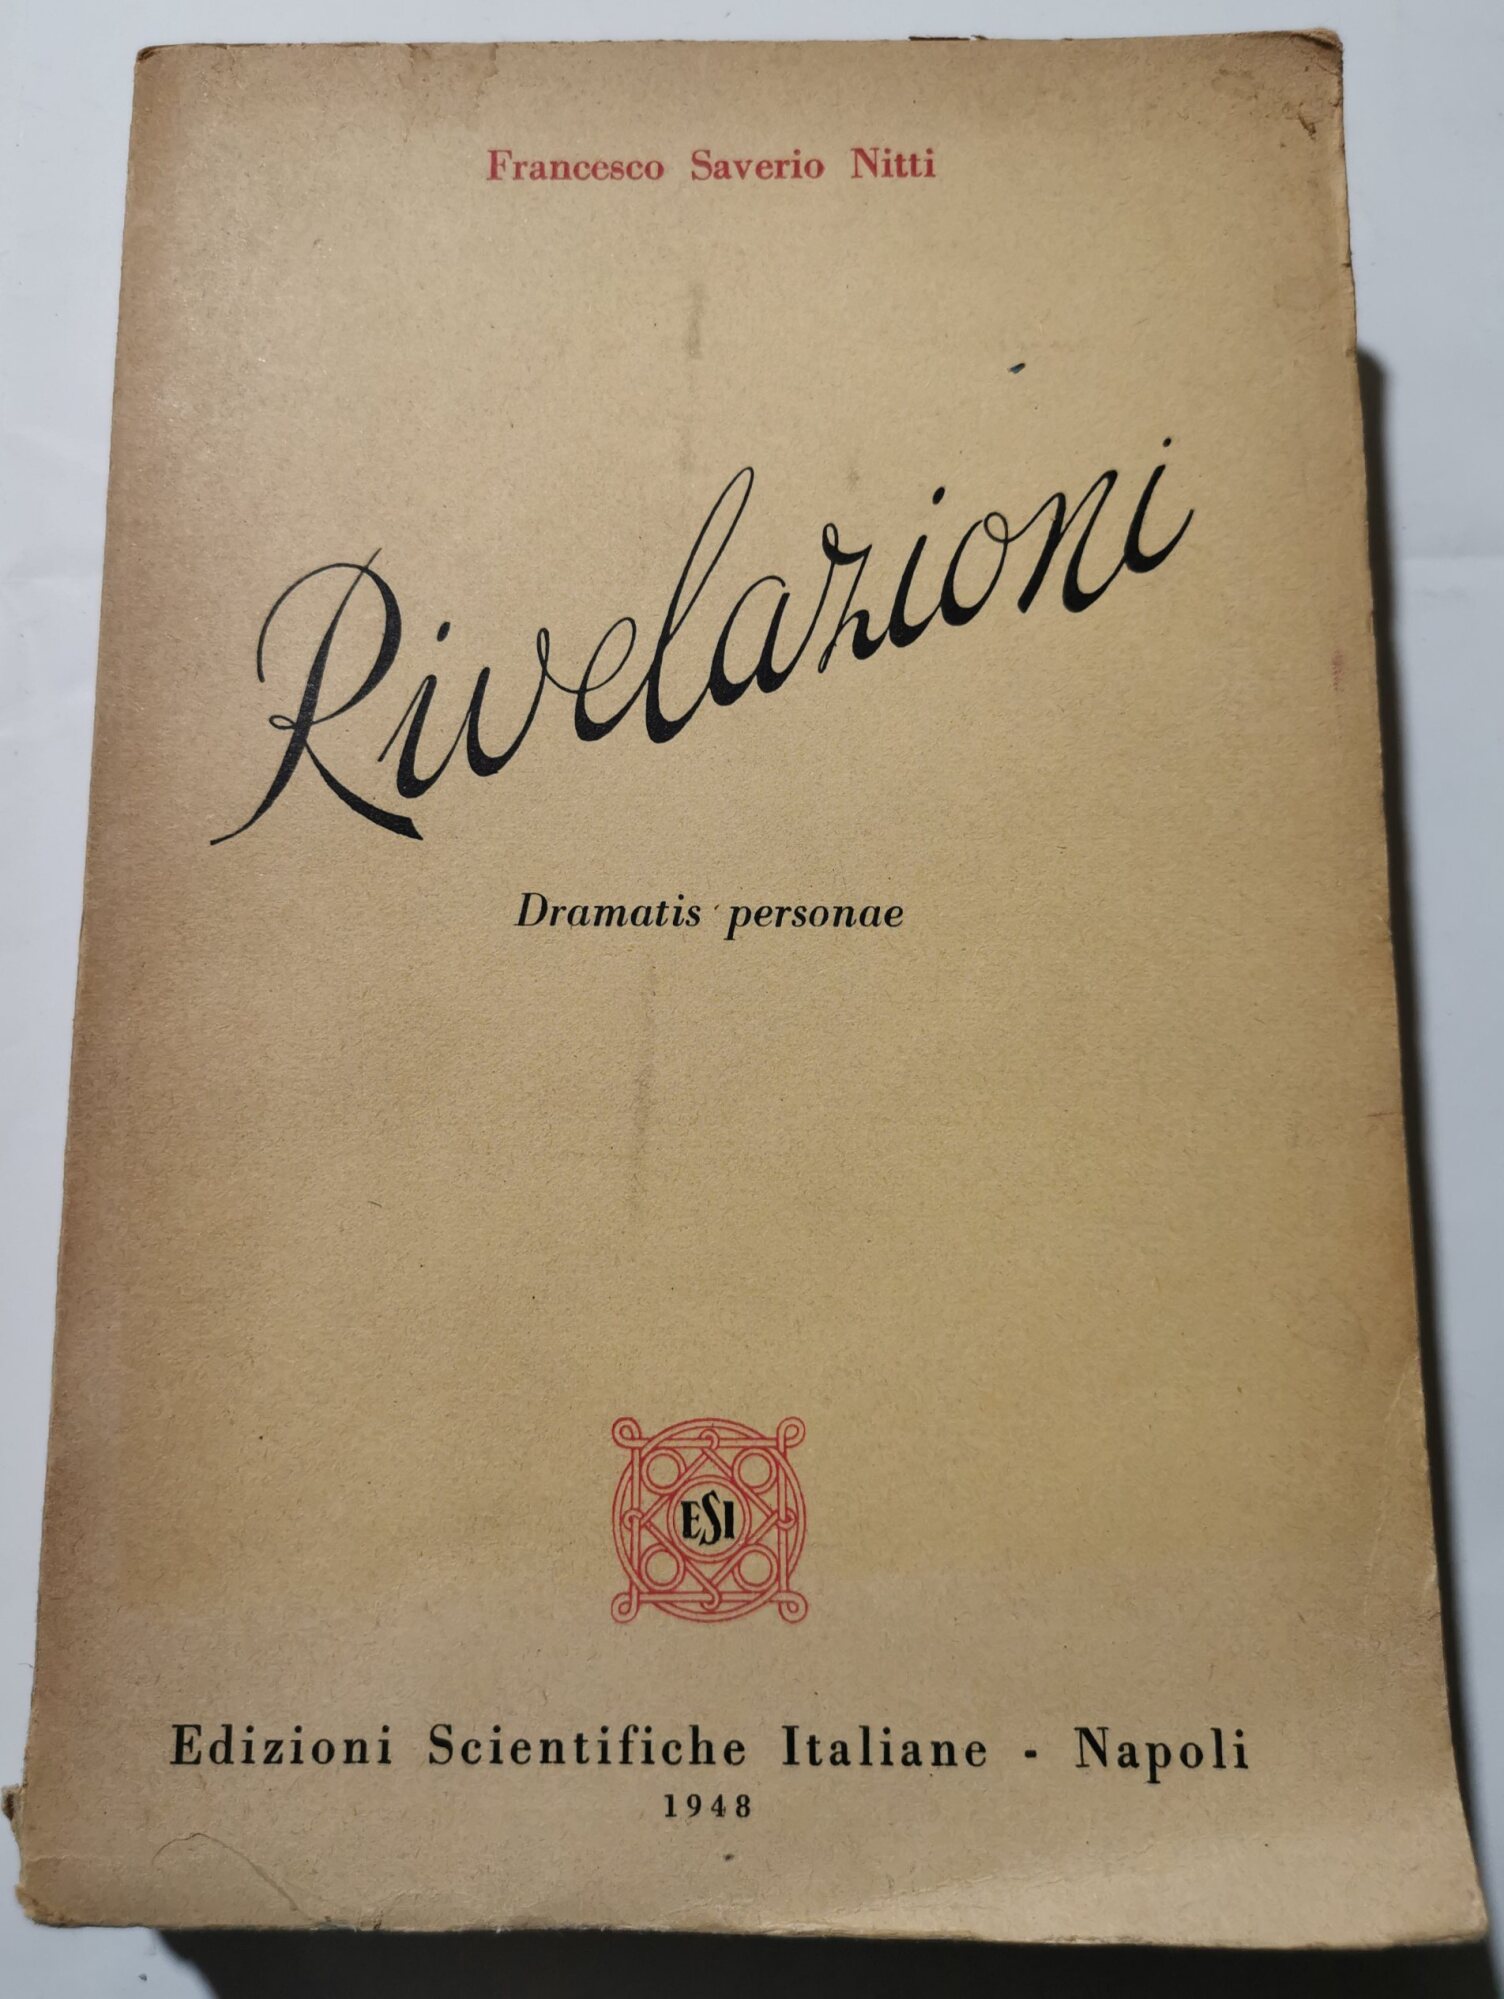 Francesco Saverio Nitti
Rivelazioni
Dramatis personae
ESI
Edizioni Scientifiche Italiane - Napoli
1948